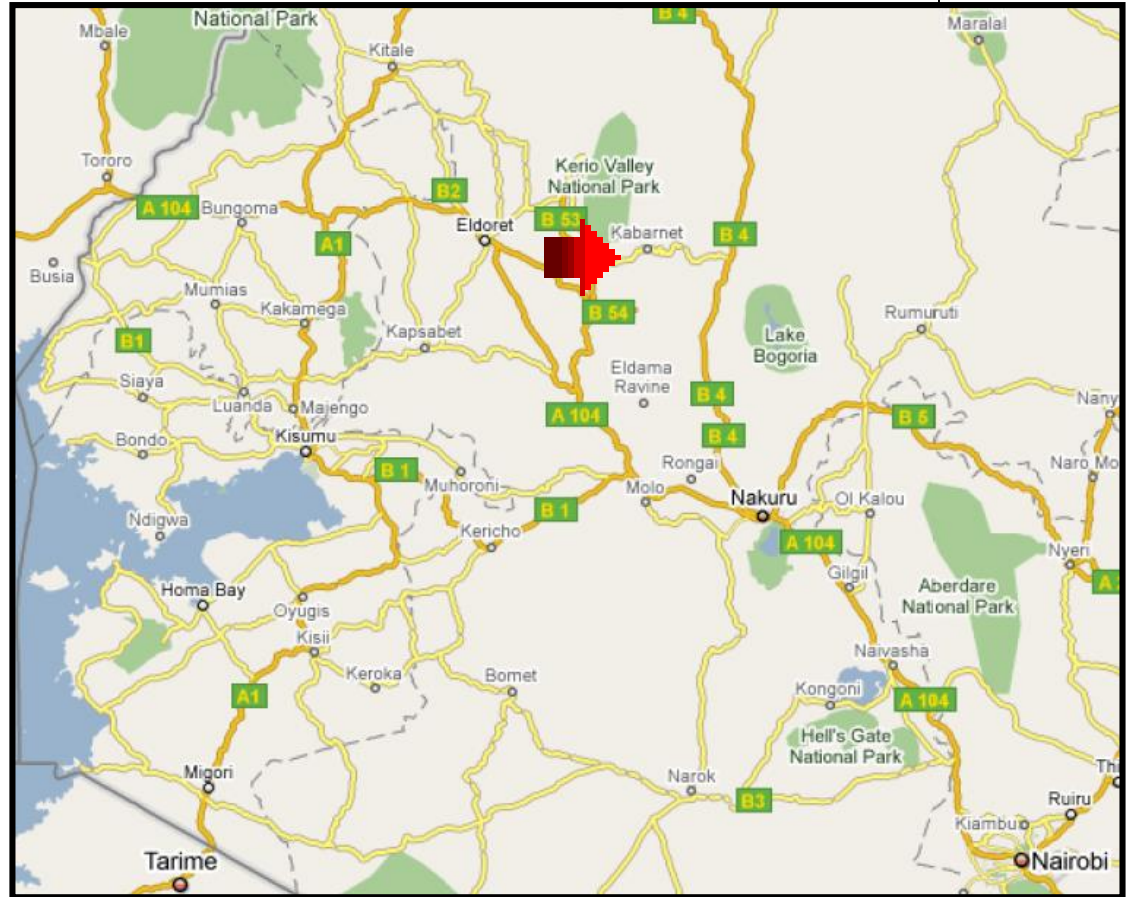 National Park
B 4
Maralal
Mbale
Kitale
Tororo
Kerio Valley
National Park
B2
A 104
Bungoma
B 53
Eldoret
Kabarnet
B 4
A1
Busia
Mumias
Kakamega
B 54
Rumuruti
B1
Kapsabet
Lake
Bogoria
Siaya
Eldama
Ravine
B 4
Luanda
Majengo
A 104
B 5
Nany
Bondo
Kisumu
B 4
B 1
Muhoroni
Rongai
Naro Mo
Molo
Nakuru
Ol Kalou
Ndigwa
B 1
Kericho
A 104
Nyeri
Gilgil
A
Homa Bay
Oyugis
Aberdare
National Park
Kisii
Naivasha
Keroka
Bomet
Kongoni
A1
A 104
Hell's Gate
National Park
Migori
Narok
Thi
B3
Ruiru
Kiambu
Tarime
Nairobi